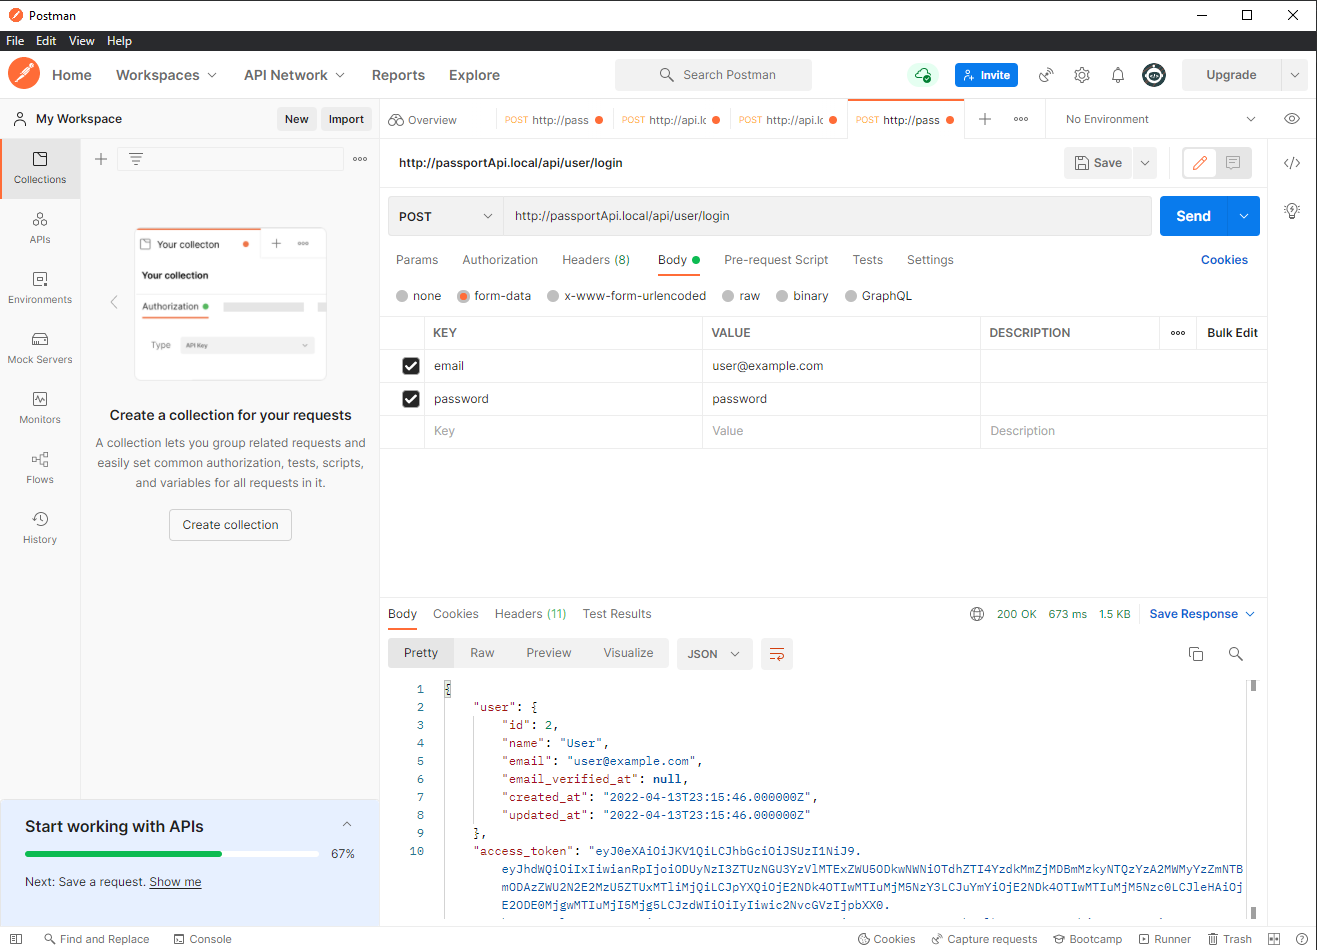 Postman
File Edit View Help
Home Workspaces API Network Reports Explore Search Postman Invite Upgrade
My Workspace New Import Overview POST http://pass POST http://api.lc POST http://api.lc POST http://pass No Environment
Collections
APIs
Environments
Mock Servers
Monitors
Flows
History
Your collecton
Your collection
Authorization
Type API Key
Create a collection for your requests
A collection lets you group related requests and
easily set common authorization, tests, scripts,
and variables for all requests in it.
Create collection
Start working with APIs
67%
Next: Save a request. Show me
http://passportApi.local/api/user/login Save
POST http://passportApi.local/api/user/login Send
Params Authorization Headers (8) Body Pre-request Script Tests Settings Cookies
none form-data x-www-form-urlencoded raw binary GraphQL
KEY VALUE DESCRIPTION Bulk Edit
email user@example.com
password password
Key Value Description
Body Cookies Headers (11) Test Results 200 OK 673 ms 1.5 KB Save Response
Pretty Raw Preview Visualize JSON
1 {
2 "user": {
3 "id": 2,
4 "name": "User",
5 "email": "user@example.com",
6 "email_verified_at": null,
7 "created_at": "2022-04-13T23:15:46.000000Z",
8 "updated_at": "2022-04-13T23:15:46.000000Z"
9 },
10 "access_token": "eyJ0eXAiOiJKV1QiLCJhbGciOiJSUzI1NiJ9.
eyJhdWQiOiIxIiwianRpIjoiODUyNzI3ZTUzNGU3YzVlMTExZWU5ODkwNWNiOTdhZTI4YzdkMmZjMDBmMzkyNTQzYzA2MWMyYzZmNTB
mODAzZWU2N2E2MzU5ZTUxMTliMjQiLCJpYXQiOjE2NDk4OTIwMTIuMjM5NzY3LCJuYmYiOjE2NDk4OTIwMTIuMjM5Nzc0LCJleHAiOj
E2ODE0MjgwMTIuMjI5Mjg5LCJzdWIiOiIyIiwic2NvcGVzIjpbXX0.
Find and Replace Console Cookies Capture requests Bootcamp Runner Trash